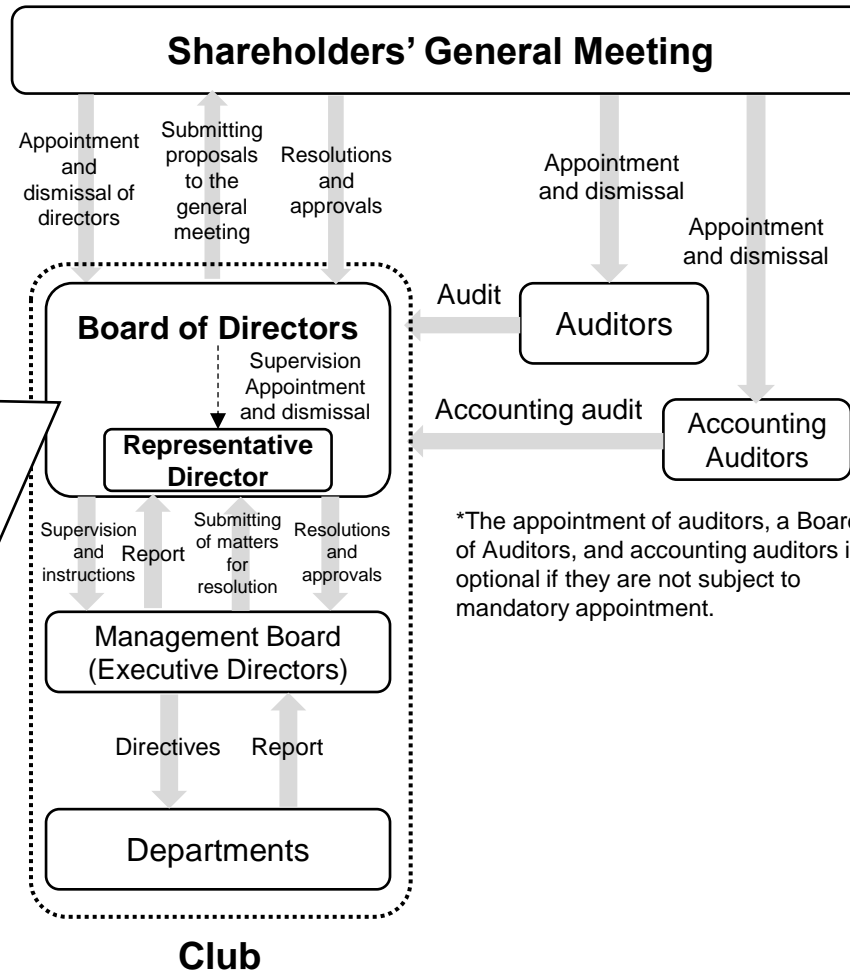 Shareholders’ General Meeting
Appointment
and
dismissal of
directors
Submitting
proposals
to the
general
meeting
Resolutions
and
approvals
Appointment
and dismissal
Appointment
and dismissal
Board of Directors
Supervision
Appointment
and dismissal
Representative
Director
Audit
Auditors
Accounting audit
Accounting
Auditors
*The appointment of auditors, a Board
of Auditors, and accounting auditors i
optional if they are not subject to
mandatory appointment.
Supervision
and
instructions
Report
Submitting
of matters
for
resolution
Resolutions
and
approvals
Management Board
(Executive Directors)
Directives
Report
Departments
Club